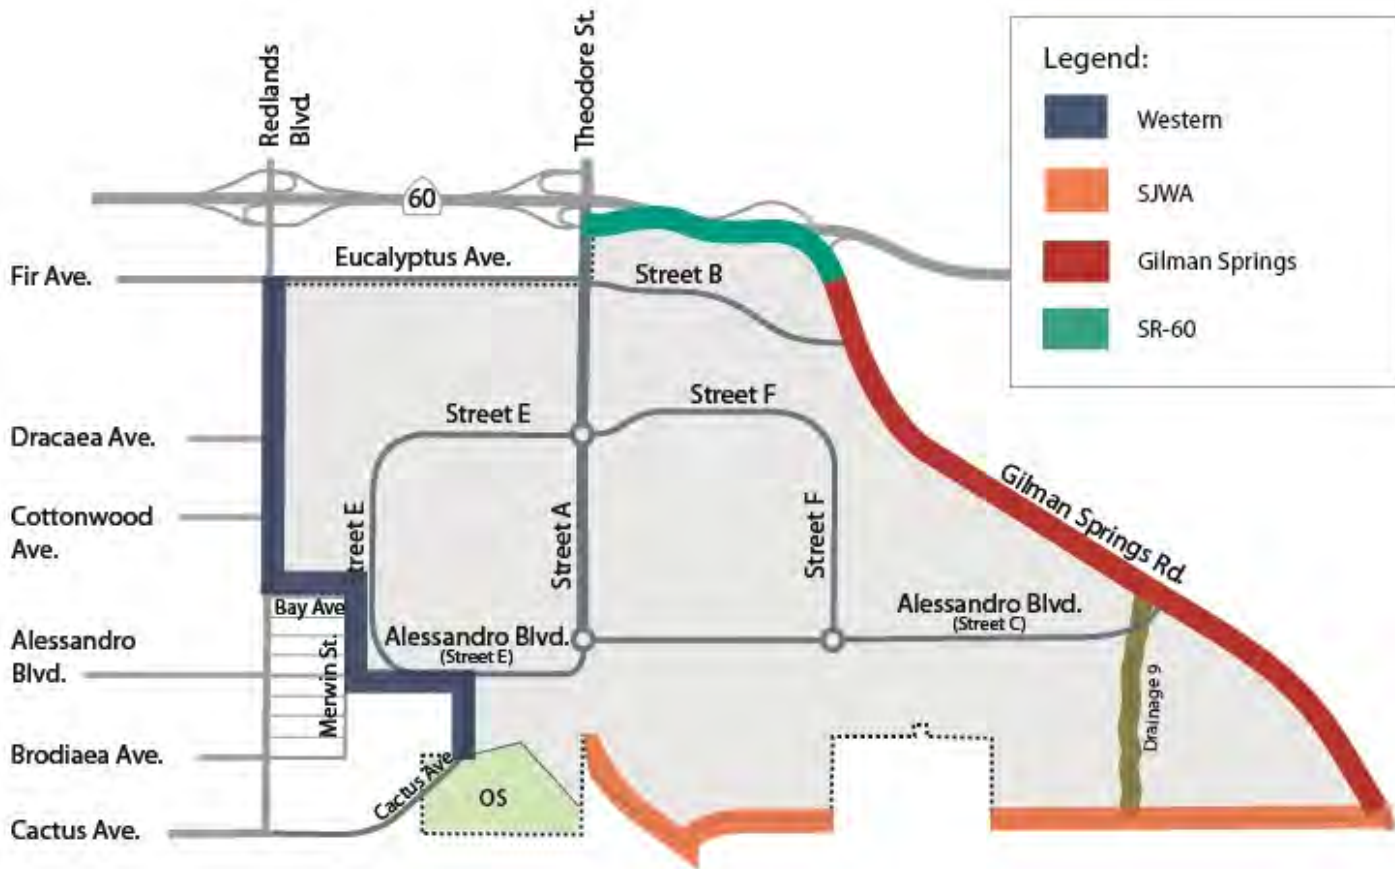 Redlands
Blvd.
Theodore St.
60
Eucalyptus Ave.
Fir Ave.
Street B
Street E
Street F
Dracaea Ave.
Cottonwood
Ave.
treet E
Street A
Street F
Gilman Springs Rd.
Bay Ave
Merwin St.
Alessandro Blvd.
(Street E)
Alessandro Blvd.
(Street C)
Alessandro
Blvd.
Drainage 9
Brodiaea Ave.
Cactus Ave
OS
Cactus Ave.
Legend:
Western
SJWA
Gilman Springs
SR-60